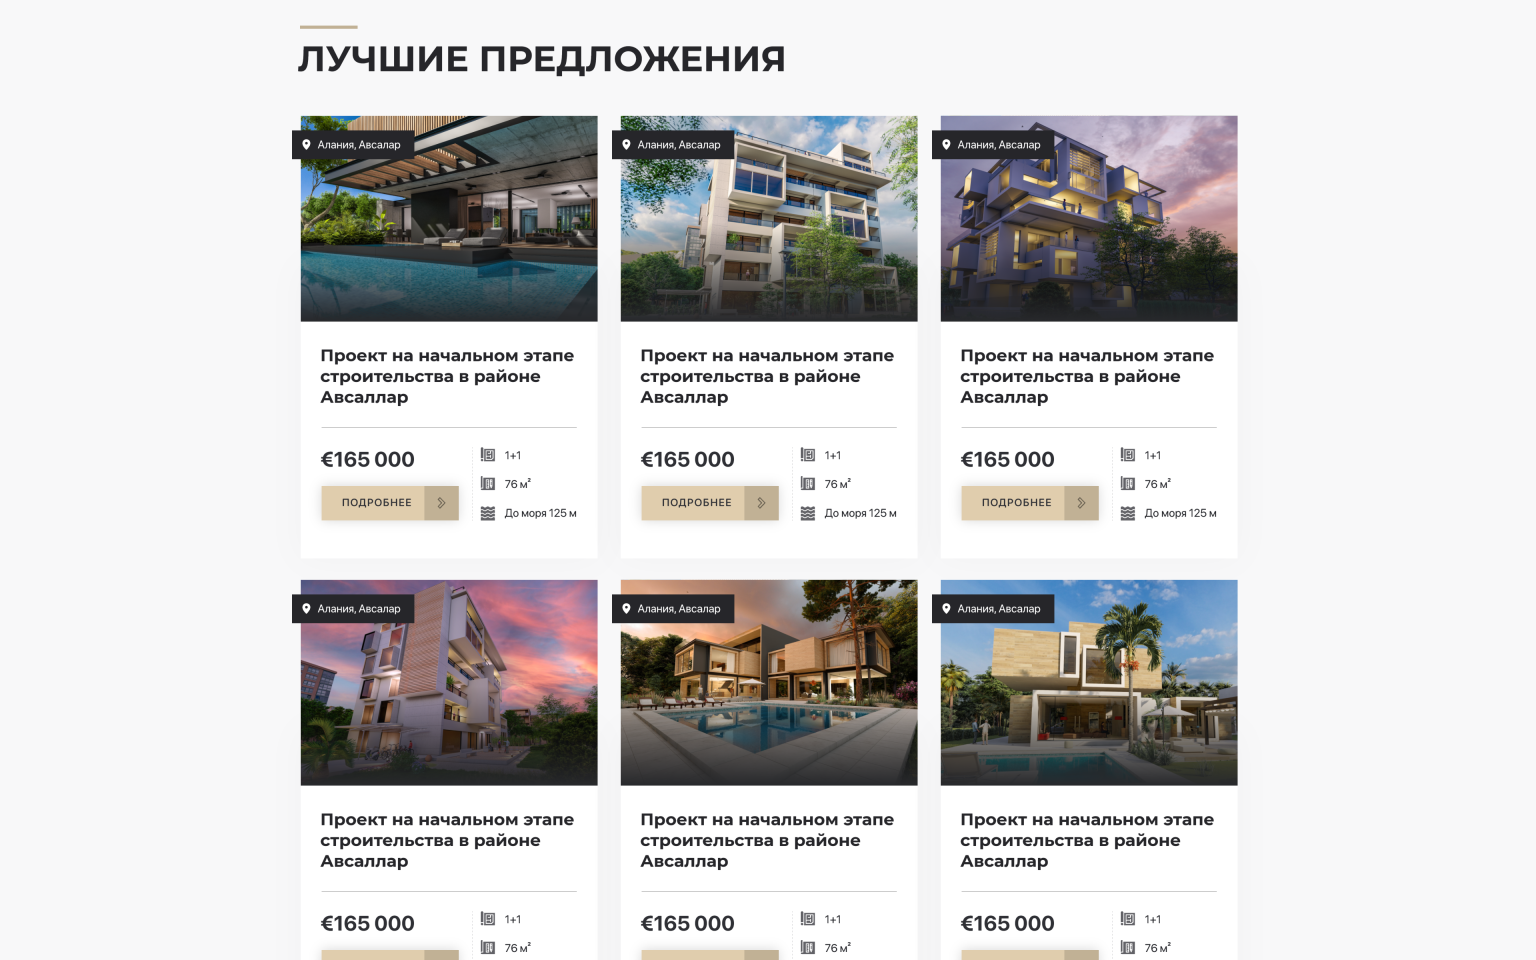 ЛУЧШИЕ ПРЕДЛОЖЕНИЯ
Алания, Авсалар
Проект на начальном этапе
строительства в районе
Авсаллар
€165 000
ПОДРОБНЕЕ
1+1
76 м²
До моря 125 м
Алания, Авсалар
Проект на начальном этапе
строительства в районе
Авсаллар
€165 000
ПОДРОБНЕЕ
1+1
76 м²
До моря 125 м
Алания, Авсалар
Проект на начальном этапе
строительства в районе
Авсаллар
€165 000
ПОДРОБНЕЕ
1+1
76 м²
До моря 125 м
Алания, Авсалар
Проект на начальном этапе
строительства в районе
Авсаллар
€165 000
1+1
76 м²
Алания, Авсалар
Проект на начальном этапе
строительства в районе
Авсаллар
€165 000
1+1
76 м²
Алания, Авсалар
Проект на начальном этапе
строительства в районе
Авсаллар
€165 000
1+1
76 м²